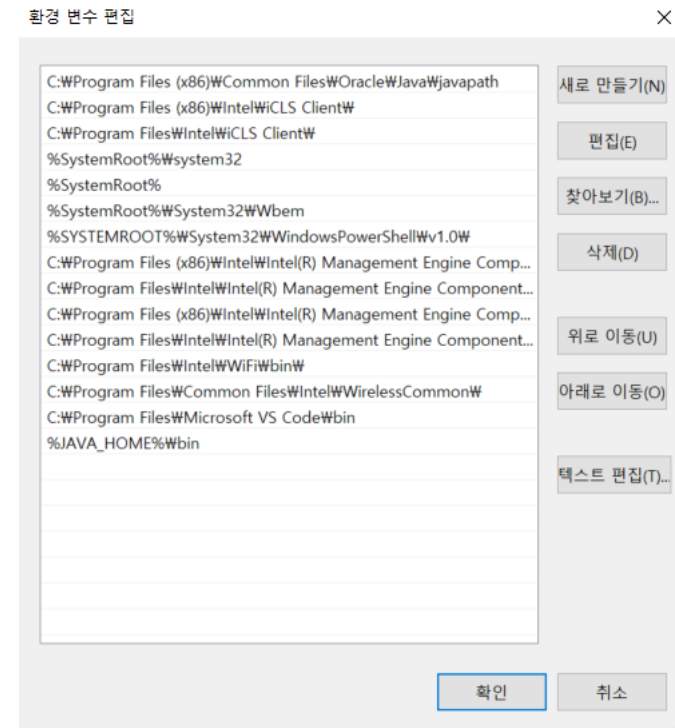 환경 변수 편집
C:₩Program Files (x86)₩Common Files₩Oracle₩Java₩javapath
C:₩Program Files (x86)₩Intel₩iCLS Client₩
C:₩Program Files₩Intel₩iCLS Client₩
%SystemRoot%₩system32
%SystemRoot%
%SystemRoot%₩System32₩Wbem
%SYSTEMROOT%₩System32₩WindowsPowerShell₩v1.0₩
C:₩Program Files (x86)₩Intel₩Intel(R) Management Engine Comp...
C:₩Program Files₩Intel₩Intel(R) Management Engine Component...
C:₩Program Files (x86)₩Intel₩Intel(R) Management Engine Comp...
C:₩Program Files₩Intel₩Intel(R) Management Engine Component...
C:₩Program Files₩Intel₩WiFi₩bin₩
C:₩Program Files₩Common Files₩Intel₩WirelessCommon₩
C:₩Program Files₩Microsoft VS Code₩bin
%JAVA_HOME%₩bin
새로 만들기(N)
편집(E)
찾아보기(B)...
삭제(D)
위로 이동(U)
아래로 이동(O)
텍스트 편집(T)...
확인
취소